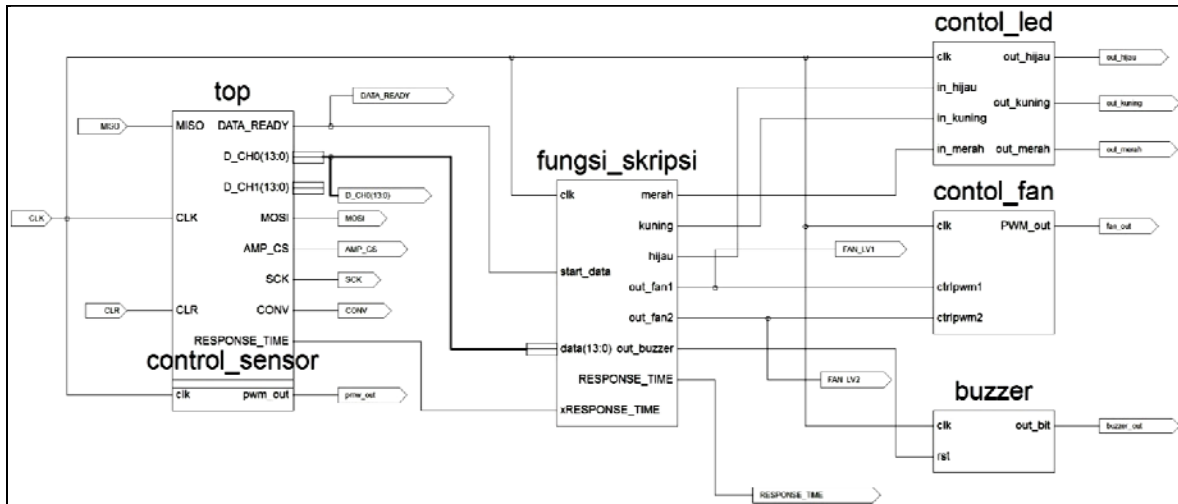 contol_led
clk out_hijau
out_hijau
in_hijau
out_kuning
out_kuning
in_kuning
in_merah out_merah
out_merah
top
DATA_READY
MISO
MISO DATA_READY
D_CH0(13:0)
D_CH1(13:0)
D_CH0(13:0)
CLK
CLK MOSI
MOSI
AMP_CS
AMP_CS
SCK
SCK
CLR
CLR CONV
CONV
RESPONSE_TIME
control_sensor
clk pwm_out
pmw_out
fungsi_skripsi
clk merah
kuning
hijau
start_data
out_fan1
out_fan2
data(13:0) out_buzzer
RESPONSE_TIME
xRESPONSE_TIME
FAN_LV1
FAN_LV2
RESPONSE_TIME
contol_fan
clk PWM_out
fan_out
ctrlpwm1
ctrlpwm2
buzzer
clk out_bit
buzzer_out
rst